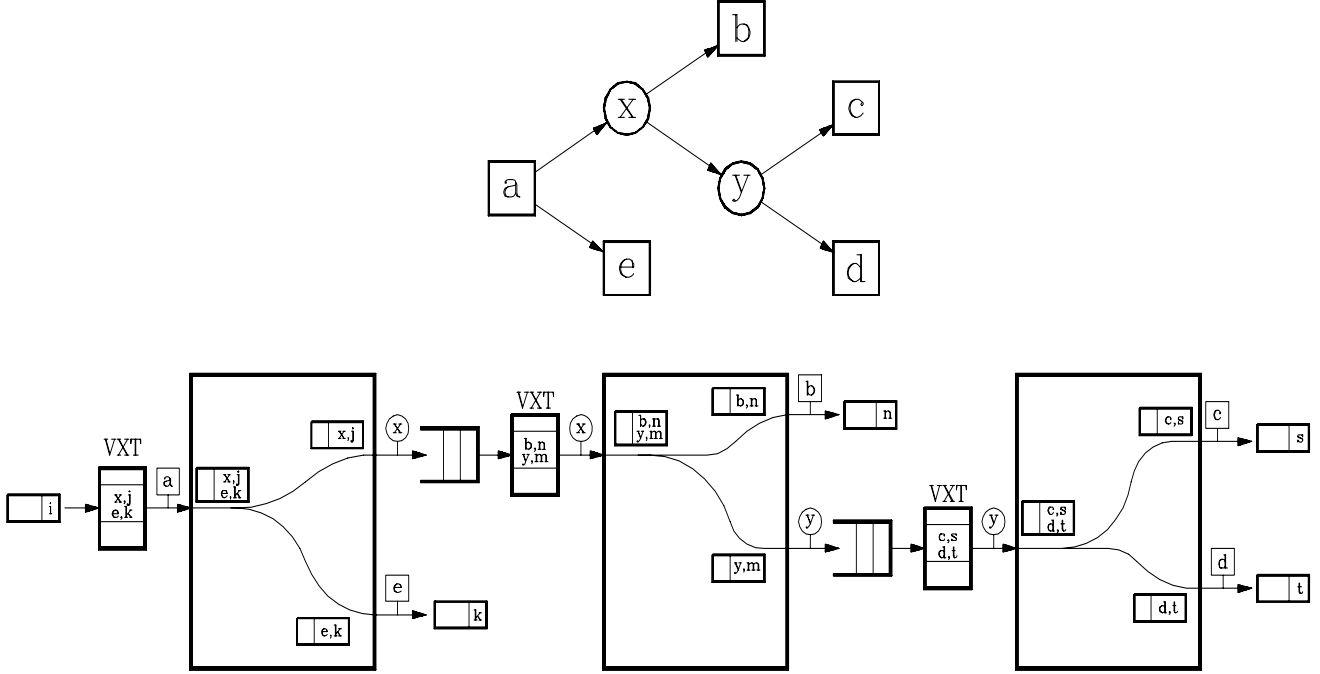 b
x
c
a
y
e
d
VXT
x,j
e,k
i
a
x,j
e,k
x,j
x
e
k
e,k
VXT
b,n
y,m
x
b,n
y,m
b,n
b
n
y
y,m
VXT
c,s
d,t
y
c,s
d,t
c,s
c
s
d
t
d,t